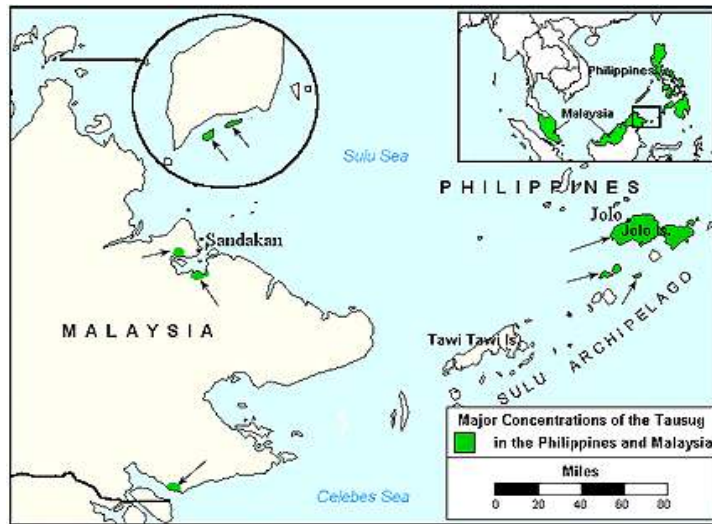 Philippines
Malaysia
Sulu Sea
PHILIPPINES
Jolo
Jolo Is.
Sandakan
MALAYSIA
Tawi Tawi Is.
SULU ARCHIPELAGO
Celebes Sea
Major Concentrations of the Tausug
in the Philippines and Malaysia
Miles
0 20 40 60 80